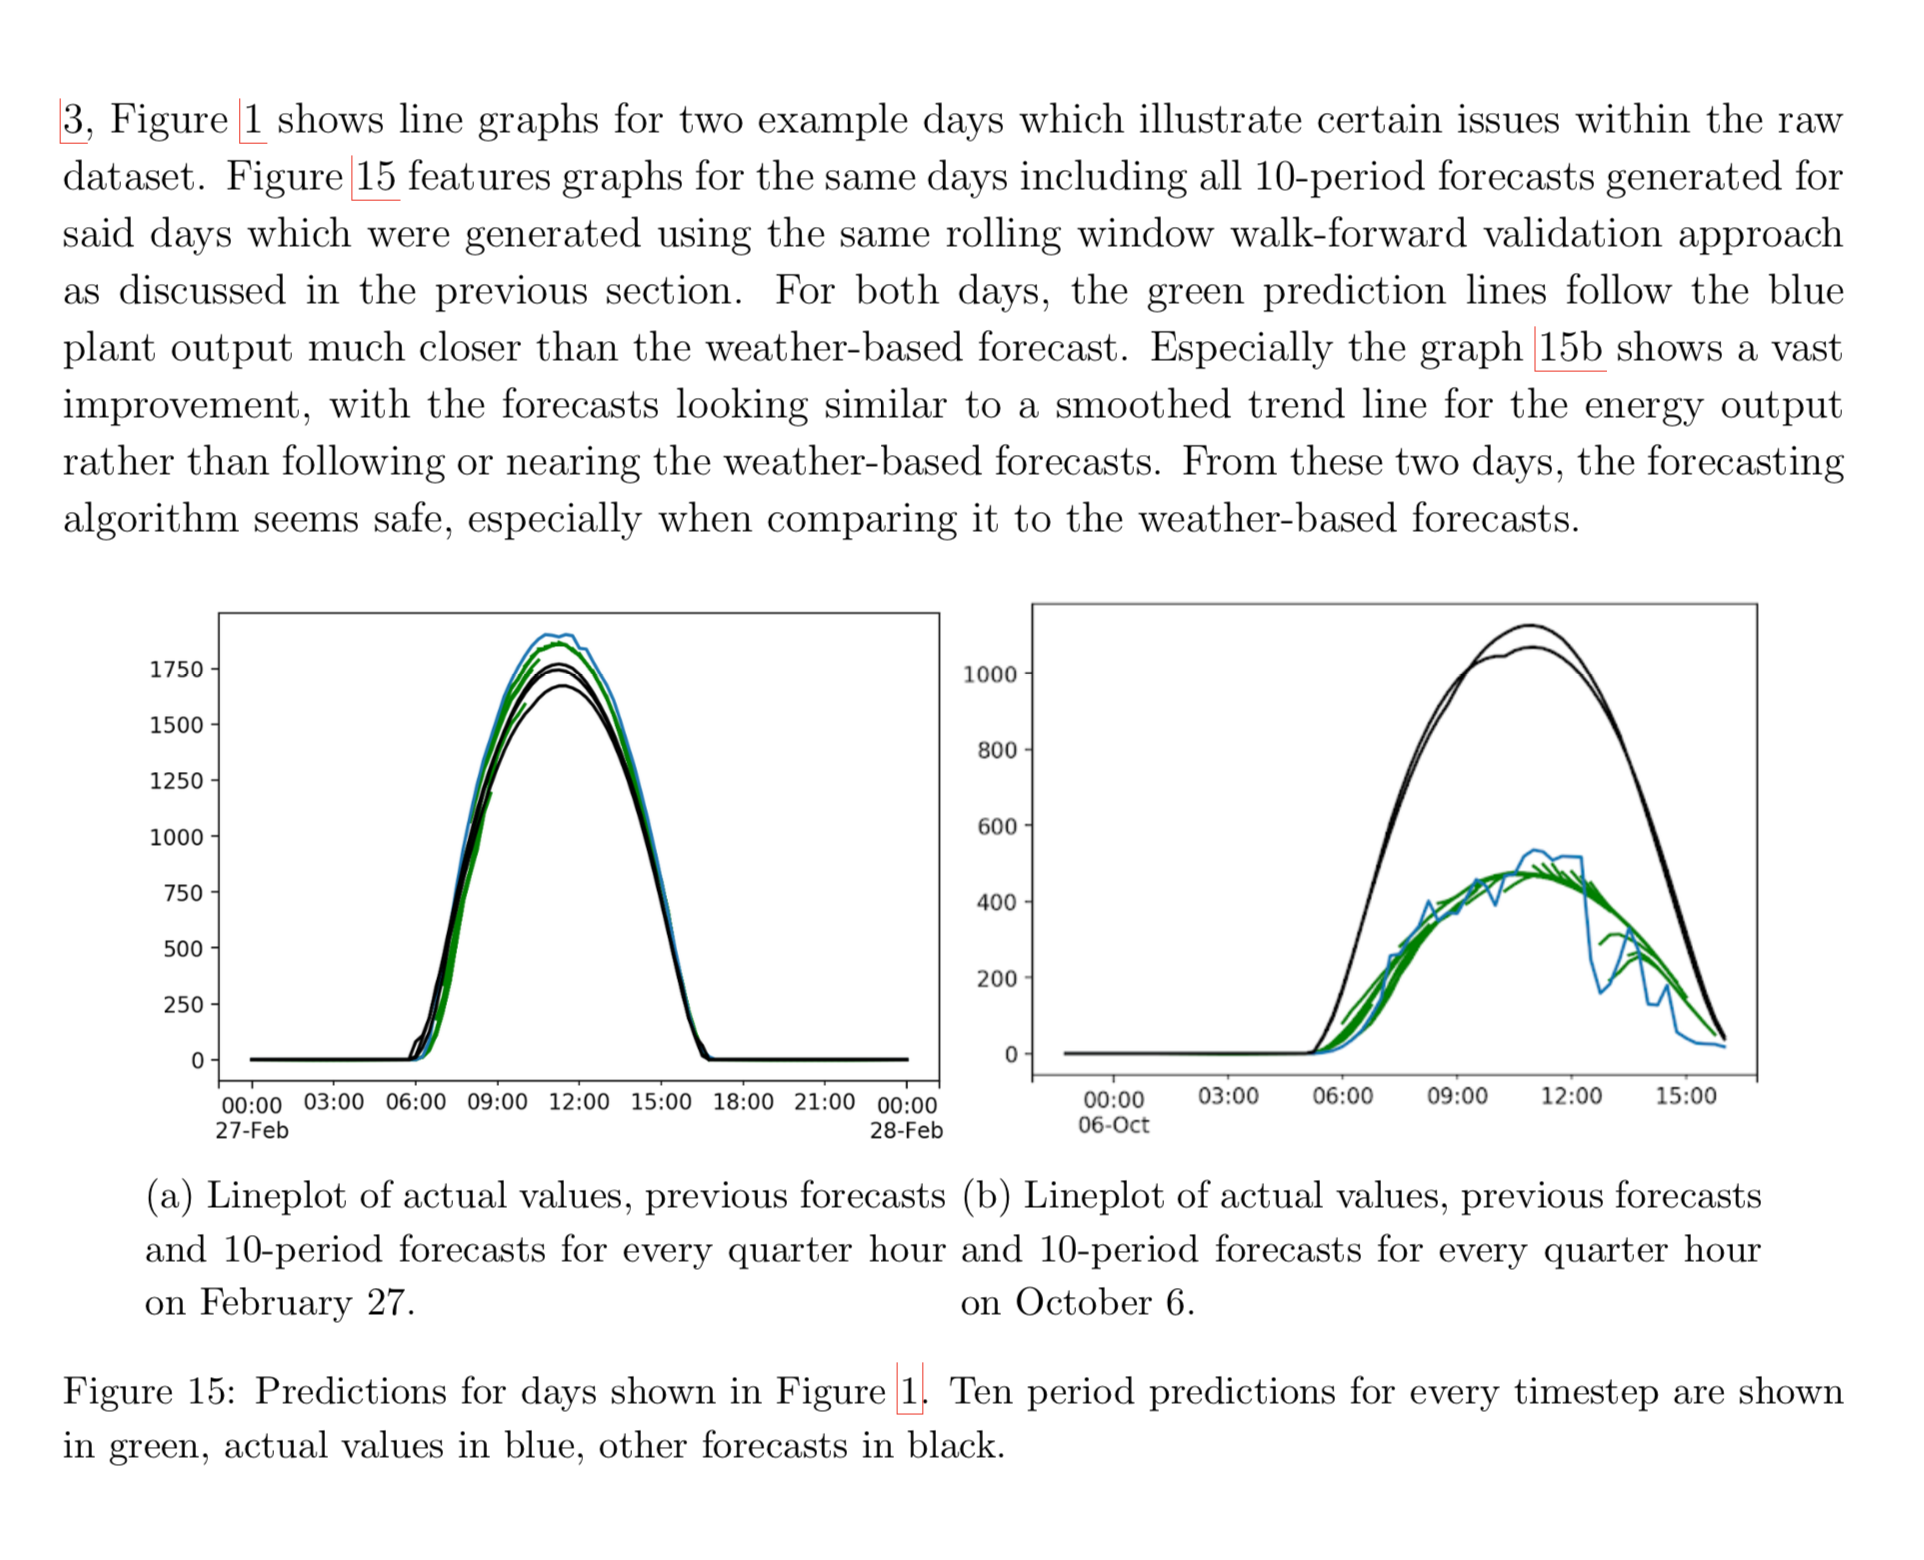 3, Figure 1 shows line graphs for two example days which illustrate certain issues within the raw
dataset. Figure 15 features graphs for the same days including all 10-period forecasts generated for
said days which were generated using the same rolling window walk-forward validation approach
as discussed in the previous section. For both days, the green prediction lines follow the blue
plant output much closer than the weather-based forecast. Especially the graph 15b shows a vast
improvement, with the forecasts looking similar to a smoothed trend line for the energy output
rather than following or nearing the weather-based forecasts. From these two days, the forecasting
algorithm seems safe, especially when comparing it to the weather-based forecasts.
1750
1500
1250
1000
750
500
250
0
00:00 03:00 06:00 09:00 12:00 15:00 18:00 21:00 00:00
27-Feb 28-Feb
1000
800
600
400
200
0
00:00 03:00 06:00 09:00 12:00 15:00
06-Oct
(a) Lineplot of actual values, previous forecasts
and 10-period forecasts for every quarter hour
on February 27.
(b) Lineplot of actual values, previous forecasts
and 10-period forecasts for every quarter hour
on October 6.
Figure 15: Predictions for days shown in Figure 1. Ten period predictions for every timestep are shown
in green, actual values in blue, other forecasts in black.